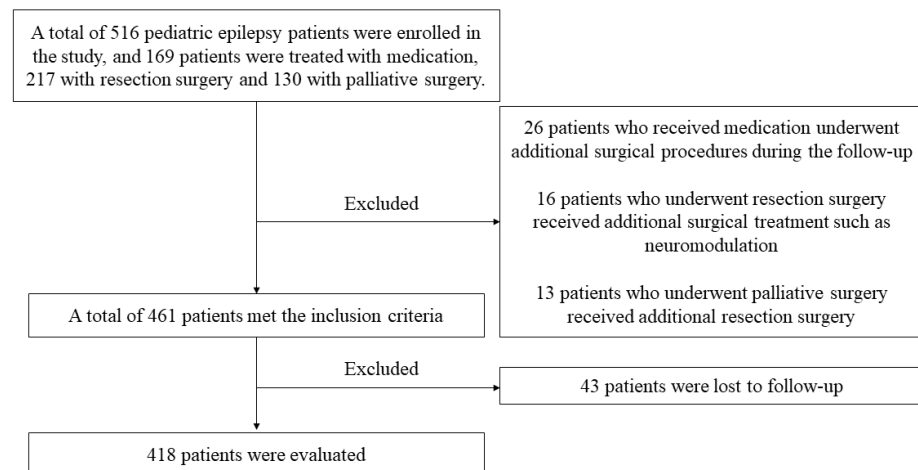 A total of 516 pediatric epilepsy patients were enrolled in
the study, and 169 patients were treated with medication,
217 with resection surgery and 130 with palliative surgery.
Excluded
26 patients who received medication underwent
additional surgical procedures during the follow-up
16 patients who underwent resection surgery
received additional surgical treatment such as
neuromodulation
13 patients who underwent palliative surgery
received additional resection surgery
A total of 461 patients met the inclusion criteria
Excluded
43 patients were lost to follow-up
418 patients were evaluated